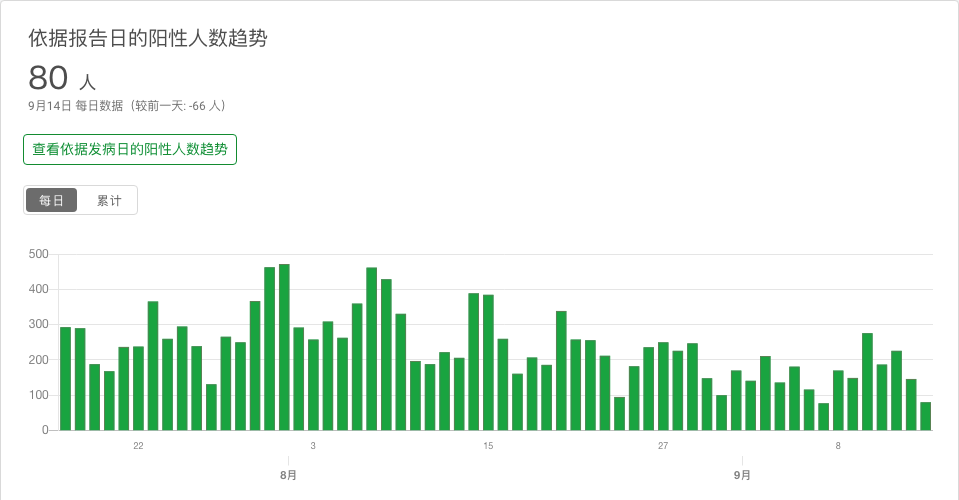 依据报告日的阳性人数趋势
80 人
9月14日 每日数据（较前一天: -66 人）
查看依据发病日的阳性人数趋势
每日 累计
500
400
300
200
100
0
22 3 15 27 8
8月 9月